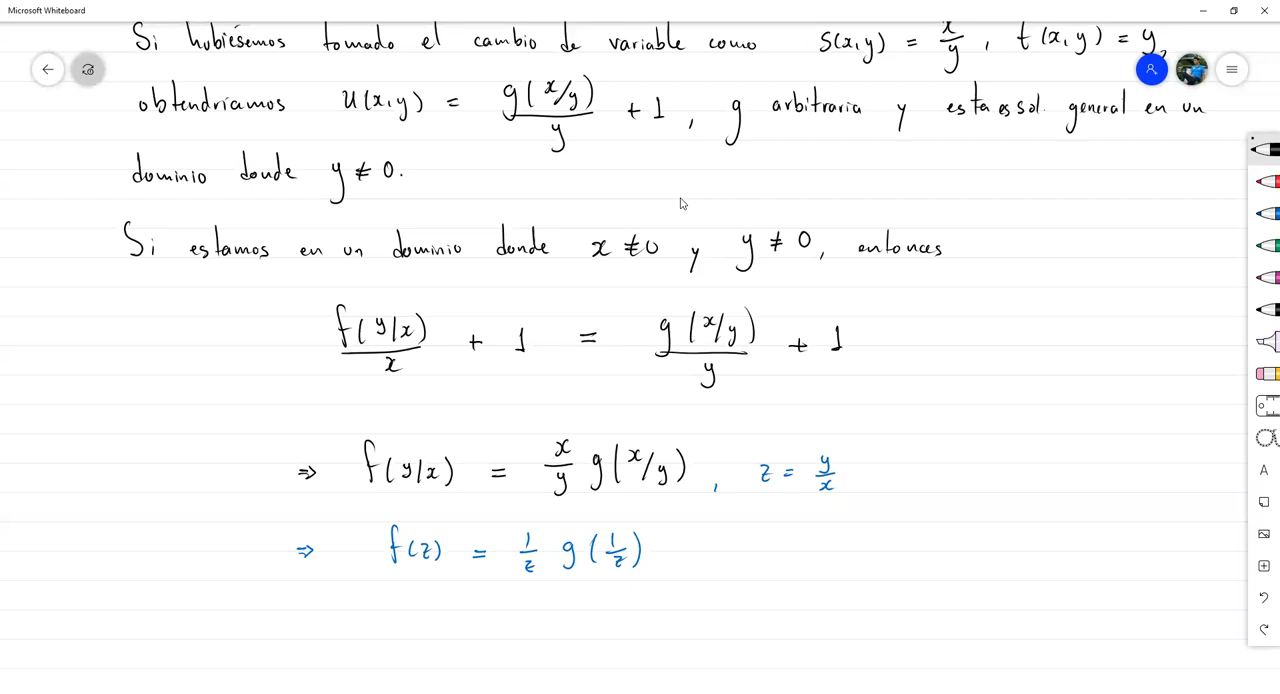 Microsoft Whiteboard
Si hubiésemos tomado el cambio de variable como s(x,y) = x/y, t(x,y) = y,
obtendríamos u(x,y) = g(x/y)/y + 1, g arbitraria y esta es sol. general en un
dominio donde y ≠ 0.
Si estamos en un dominio donde x ≠ 0 y y ≠ 0, entonces
f(y/x)/x + 1 = g(x/y)/y + 1
⇒ f(y/x) = x/y g(x/y), z = y/x
⇒ f(z) = 1/z g(1/z)
A